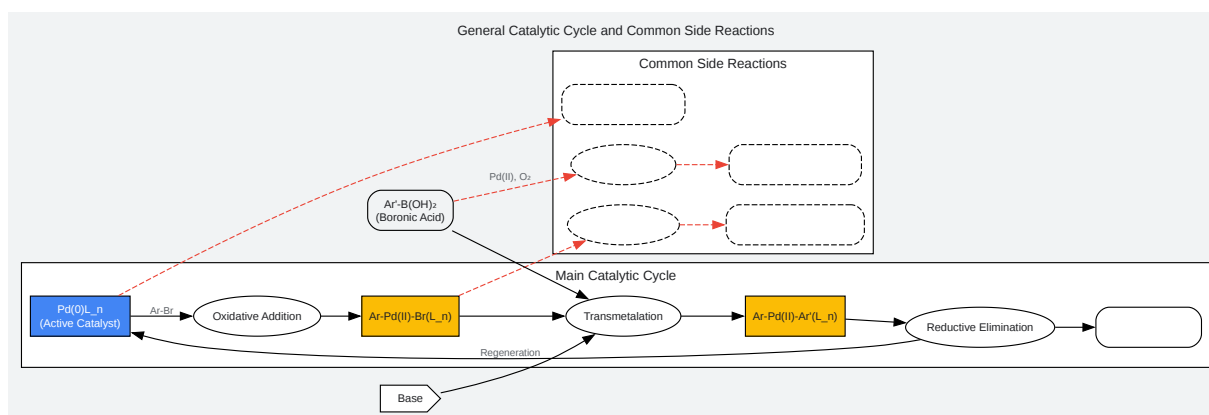 General Catalytic Cycle and Common Side Reactions
Common Side Reactions
Pd(II), O₂
Ar'-B(OH)₂
(Boronic Acid)
Main Catalytic Cycle
Pd(0)L_n
(Active Catalyst)
Ar-Br
Oxidative Addition
Ar-Pd(II)-Br(L_n)
Transmetalation
Ar-Pd(II)-Ar'(L_n)
Reductive Elimination
Regeneration
Base